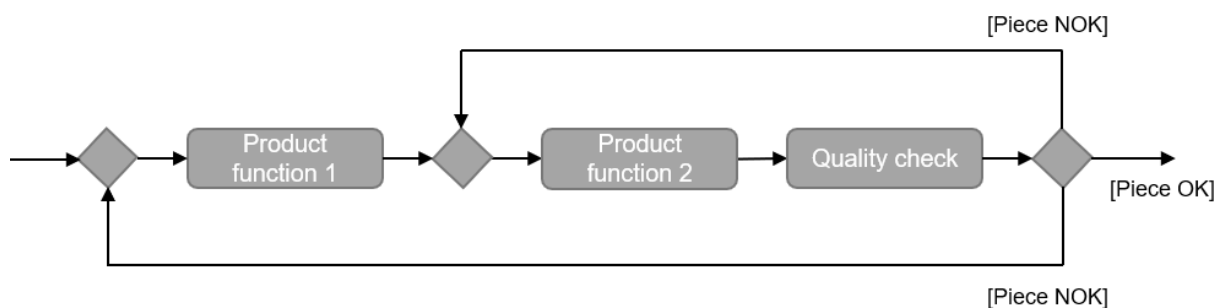 [Piece NOK]
Product
function 1
Product
function 2
Quality check
[Piece OK]
[Piece NOK]